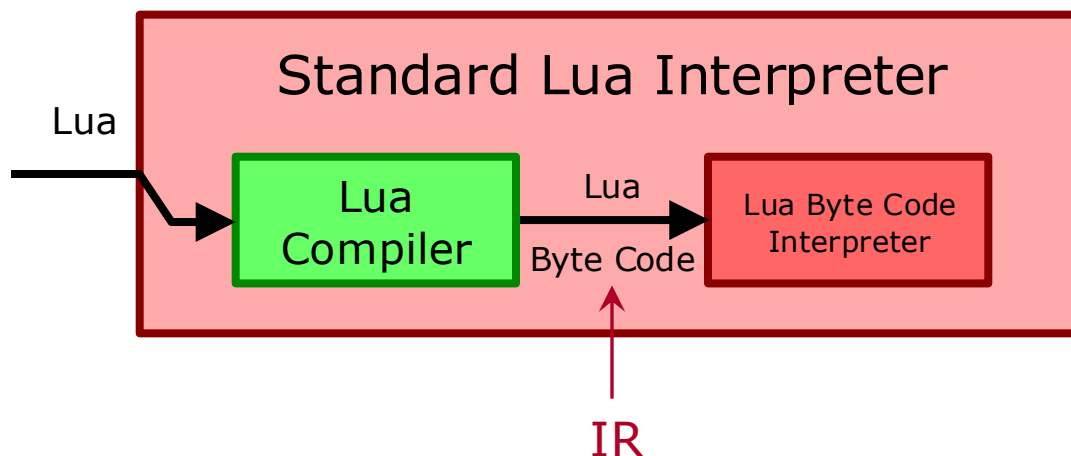 Standard Lua Interpreter
Lua
Lua
Compiler
Lua
Byte Code
Lua Byte Code
Interpreter
IR